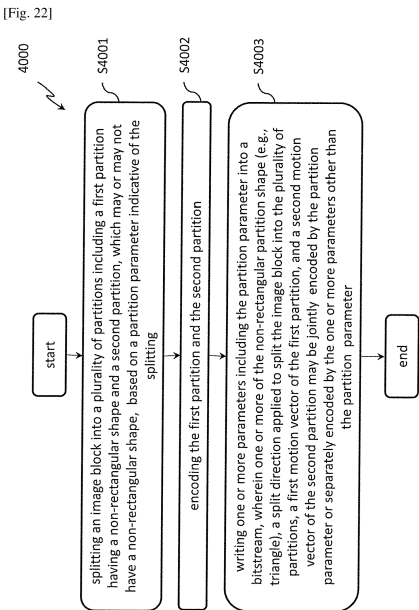 [Fig. 22]
4000
start
S4001
splitting an image block into a plurality of partitions including a first partition
having a non-rectangular shape and a second partition, which may or may not
have a non-rectangular shape, based on a partition parameter indicative of the
splitting
S4002
encoding the first partition and the second partition
S4003
writing one or more parameters including the partition parameter into a
bitstream, wherein one or more of the non-rectangular partition shape (e.g.,
triangle), a split direction applied to split the image block into the plurality of
partitions, a first motion vector of the first partition, and a second motion
vector of the second partition may be jointly encoded by the partition
parameter or separately encoded by the one or more parameters other than
the partition parameter
end